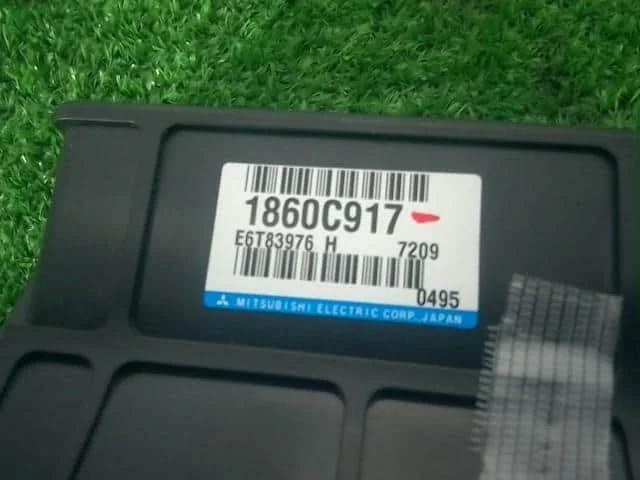 1860C917
E6T83976 H 7209
0495
MITSUBISHI ELECTRIC CORP., JAPAN